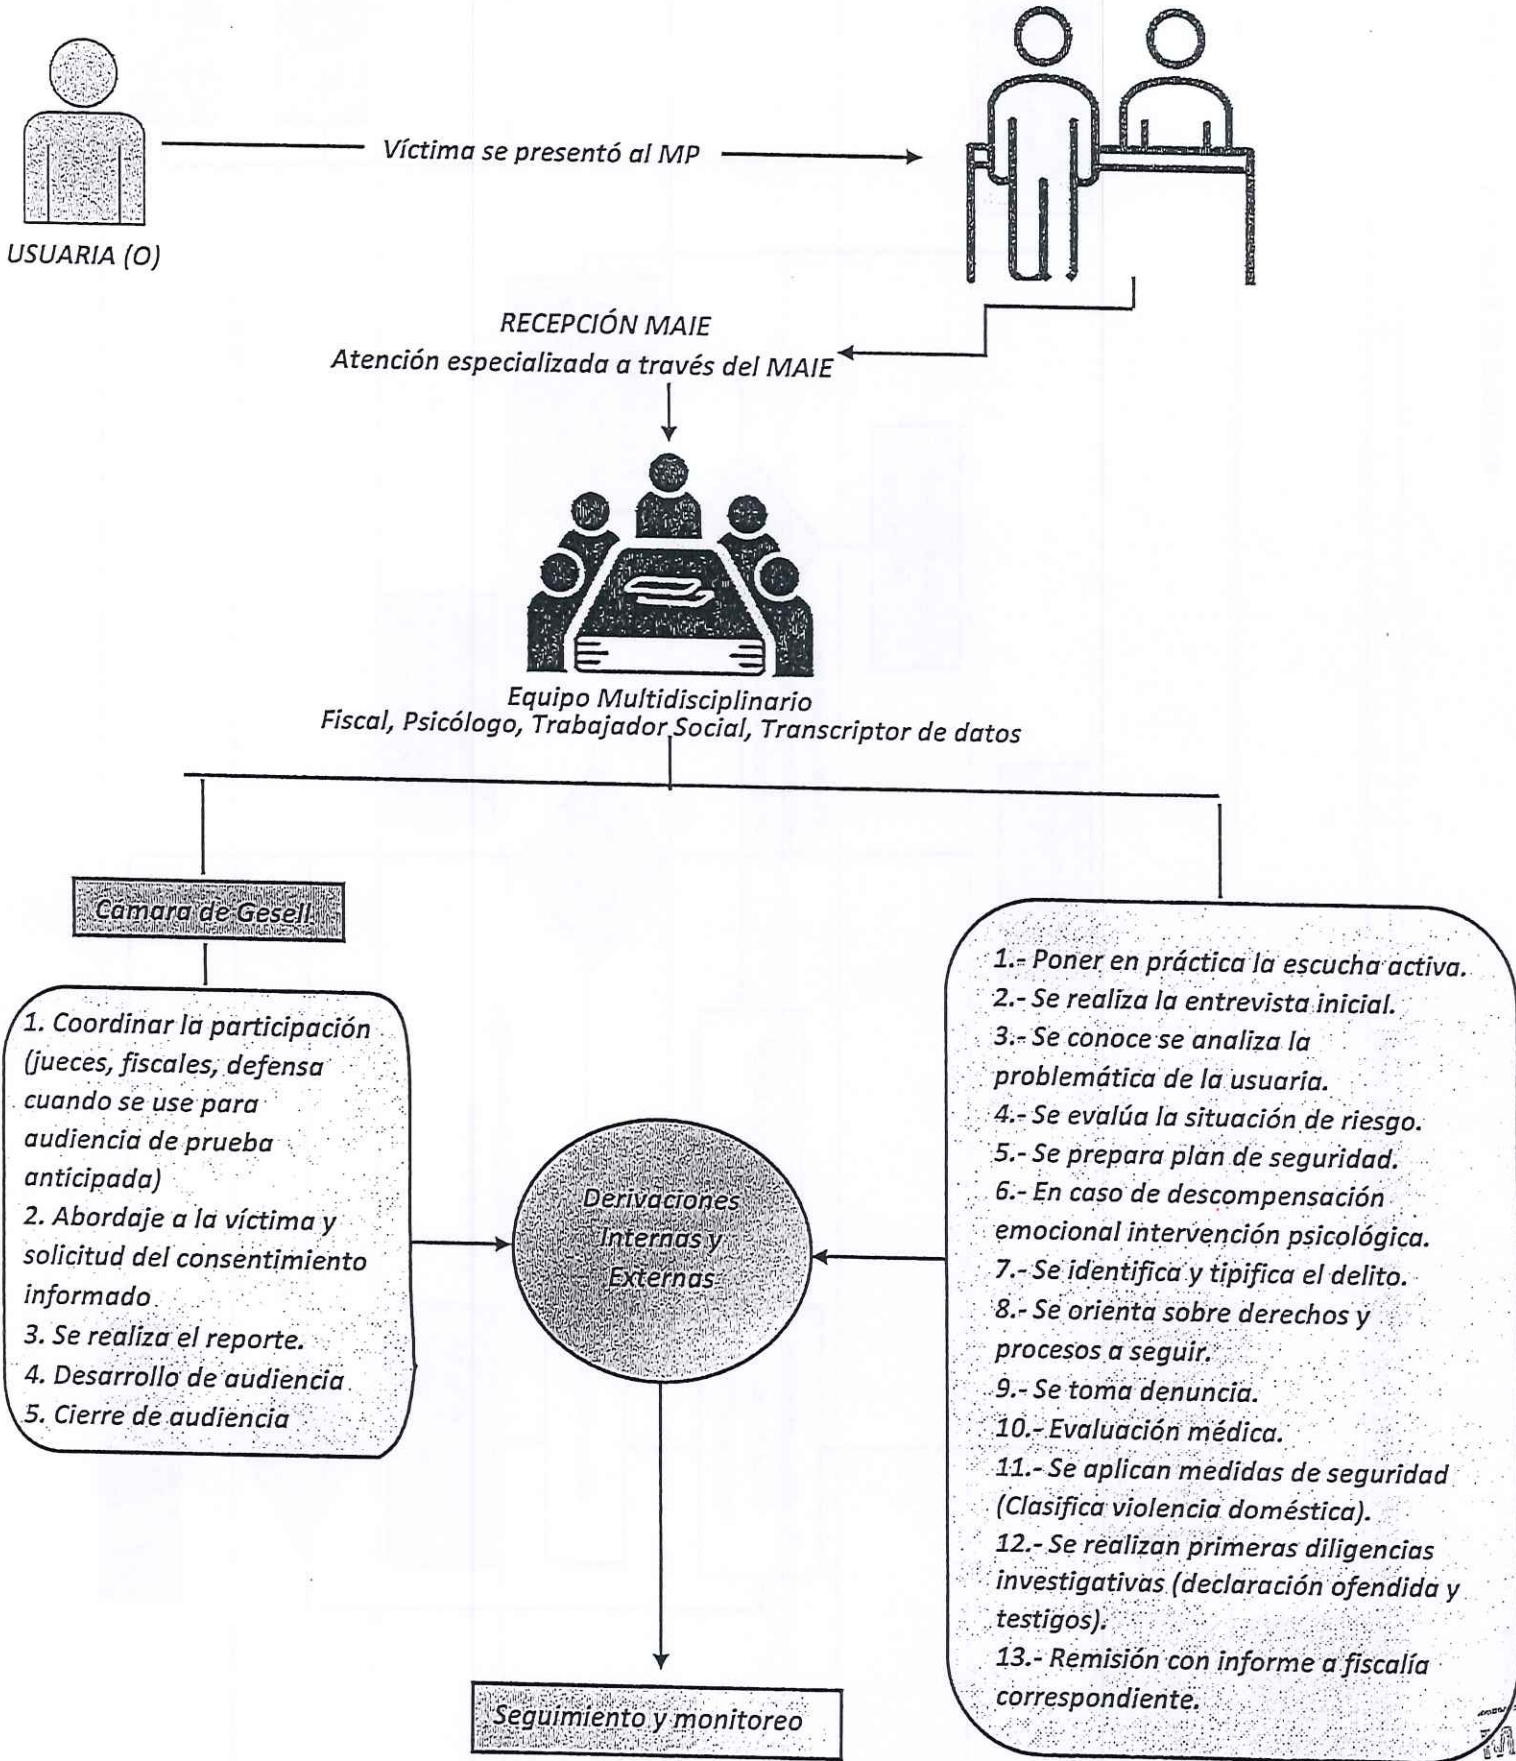 Víctima se presentó al MP
USUARIA (O)
RECEPCIÓN MAIE
Atención especializada a través del MAIE
Equipo Multidisciplinario
Fiscal, Psicólogo, Trabajador Social, Transcriptor de datos
Camara de Gesell
1. Coordinar la participación
(jueces, fiscales, defensa
cuando se use para
audiencia de prueba
anticipada)
2. Abordaje a la víctima y
solicitud del consentimiento
informado
3. Se realiza el reporte.
4. Desarrollo de audiencia
5. Cierre de audiencia
Derivaciones
Internas y
Externas
1.- Poner en práctica la escucha activa.
2.- Se realiza la entrevista inicial.
3.- Se conoce se analiza la
problemática de la usuaria.
4.- Se evalúa la situación de riesgo.
5.- Se prepara plan de seguridad.
6.- En caso de descompensación
emocional intervención psicológica.
7.- Se identifica y tipifica el delito.
8.- Se orienta sobre derechos y
procesos a seguir.
9.- Se toma denuncia.
10.- Evaluación médica.
11.- Se aplican medidas de seguridad
(Clasifica violencia doméstica).
12.- Se realizan primeras diligencias
investigativas (declaración ofendida y
testigos).
13.- Remisión con informe a fiscalía
correspondiente.
Seguimiento y monitoreo